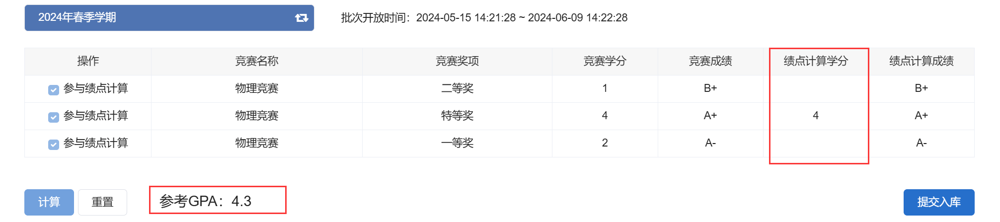 2024年春季学期 批次开放时间：2024-05-15 14:21:28 ~ 2024-06-09 14:22:28
操作 竞赛名称 竞赛奖项 竞赛学分 竞赛成绩 绩点计算学分 绩点计算成绩
参与绩点计算 物理竞赛 二等奖 1 B+ B+
参与绩点计算 物理竞赛 特等奖 4 A+ 4 A+
参与绩点计算 物理竞赛 一等奖 2 A- A-
计算 重置 参考GPA：4.3 提交入库